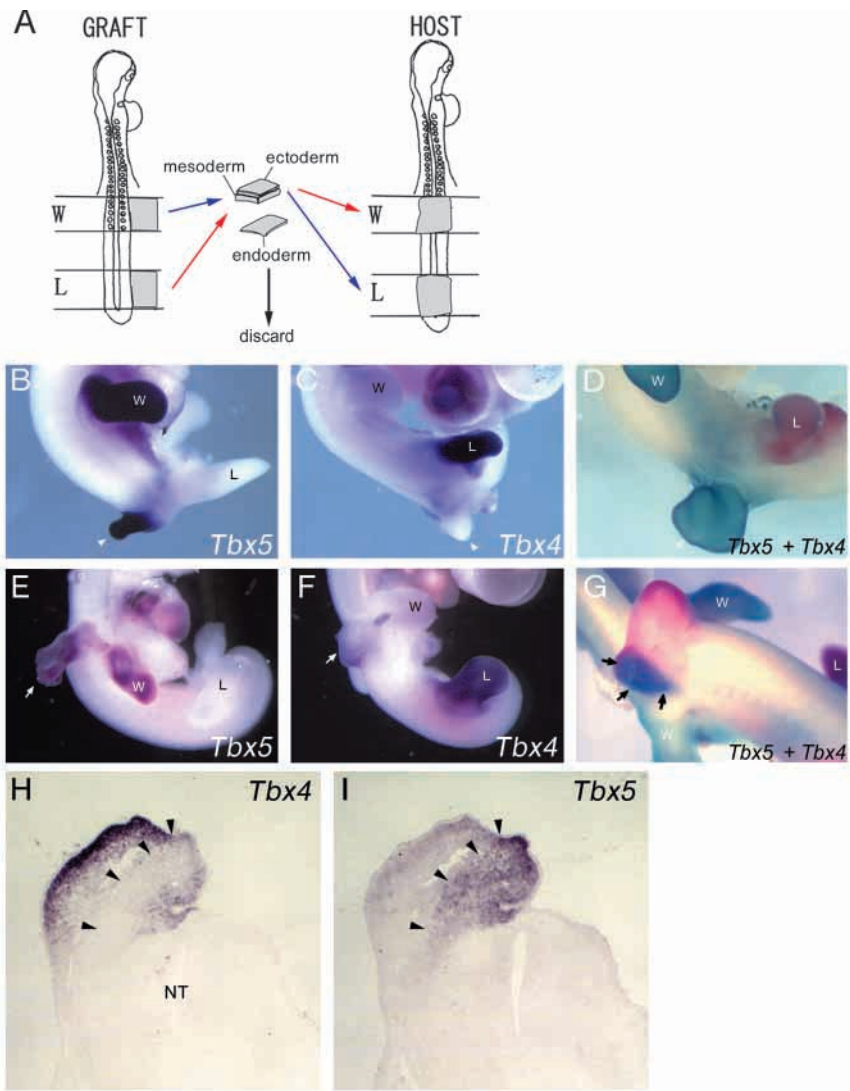 A
GRAFT
HOST
mesoderm
ectoderm
W
W
endoderm
L
L
discard
B
W
L
Tbx5
C
W
L
Tbx4
D
W
L
Tbx5 + Tbx4
E
W
L
Tbx5
F
W
L
Tbx4
G
W
L
W
Tbx5 + Tbx4
H
Tbx4
NT
I
Tbx5